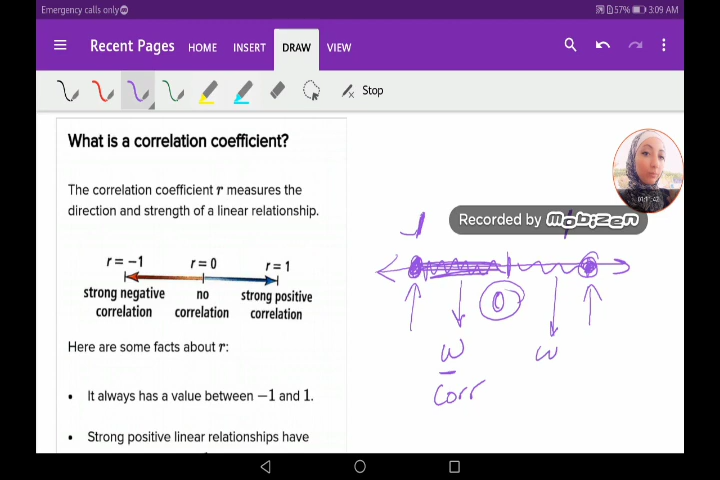 Emergency calls only
57% 3:09 AM
Recent Pages HOME INSERT DRAW VIEW
Stop
What is a correlation coefficient?
The correlation coefficient r measures the
direction and strength of a linear relationship.
r = −1 r = 0 r = 1
strong negative no strong positive
correlation correlation correlation
Here are some facts about r:
• It always has a value between −1 and 1.
• Strong positive linear relationships have
Recorded by mobizen
0
w w
corr